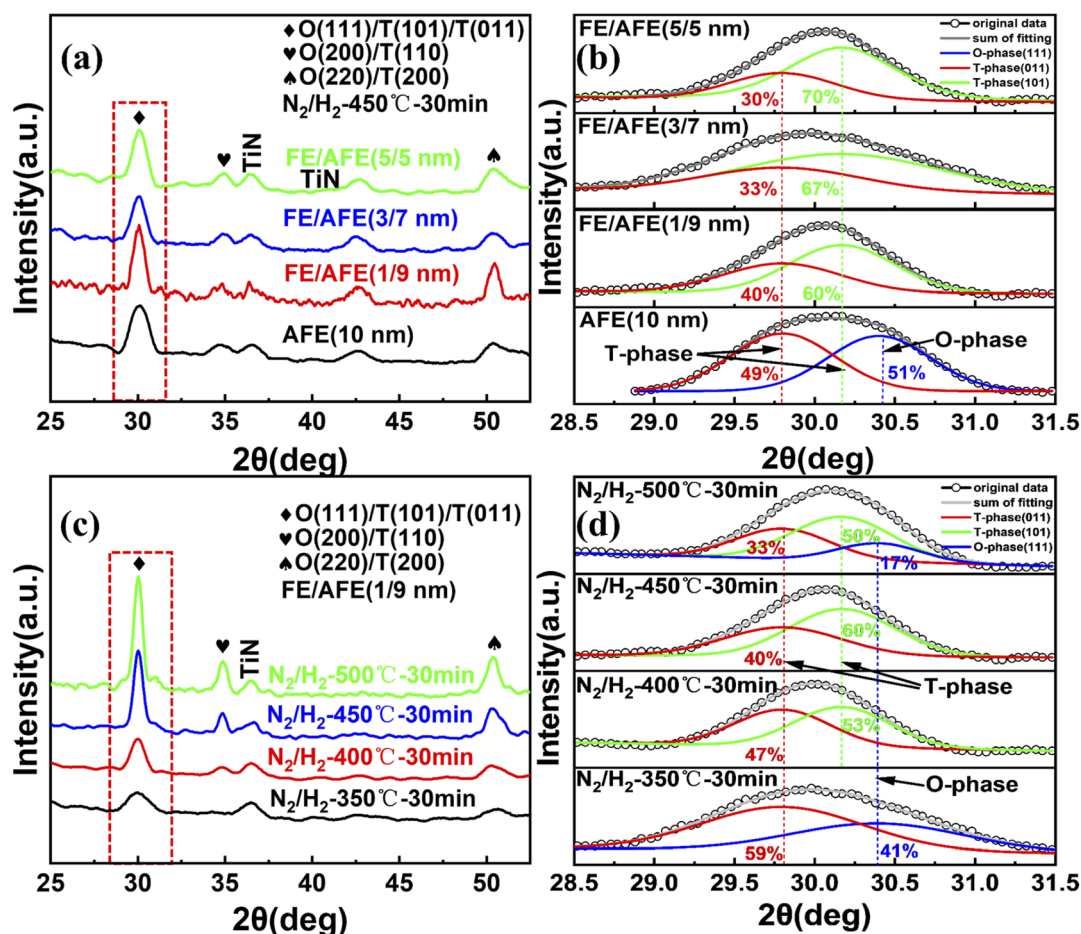 (a)
♦O(111)/T(101)/T(011)
♥O(200)/T(110)
♠O(220)/T(200)
N₂/H₂-450℃-30min
♦
♥
TiN
♠
FE/AFE(5/5 nm)
TiN
FE/AFE(3/7 nm)
FE/AFE(1/9 nm)
AFE(10 nm)
Intensity(a.u.)
25 30 35 40 45 50
2θ(deg)
(b)
FE/AFE(5/5 nm)
original data
sum of fitting
O-phase(111)
T-phase(011)
T-phase(101)
30% 70%
FE/AFE(3/7 nm)
33% 67%
FE/AFE(1/9 nm)
40% 60%
AFE(10 nm)
T-phase
O-phase
49% 51%
Intensity(a.u.)
28.5 29.0 29.5 30.0 30.5 31.0 31.5
2θ(deg)
(c)
♦O(111)/T(101)/T(011)
♥O(200)/T(110)
♠O(220)/T(200)
FE/AFE(1/9 nm)
♦
♥
TiN
♠
N₂/H₂-500℃-30min
N₂/H₂-450℃-30min
N₂/H₂-400℃-30min
N₂/H₂-350℃-30min
Intensity(a.u.)
25 30 35 40 45 50
2θ(deg)
N₂/H₂-500℃-30min
(d)
original data
sum of fitting
T-phase(011)
T-phase(101)
O-phase(111)
33% 50% 17%
N₂/H₂-450℃-30min
40% 60%
T-phase
N₂/H₂-400℃-30min
47% 53%
N₂/H₂-350℃-30min
O-phase
59% 41%
Intensity(a.u.)
28.5 29.0 29.5 30.0 30.5 31.0 31.5
2θ(deg)